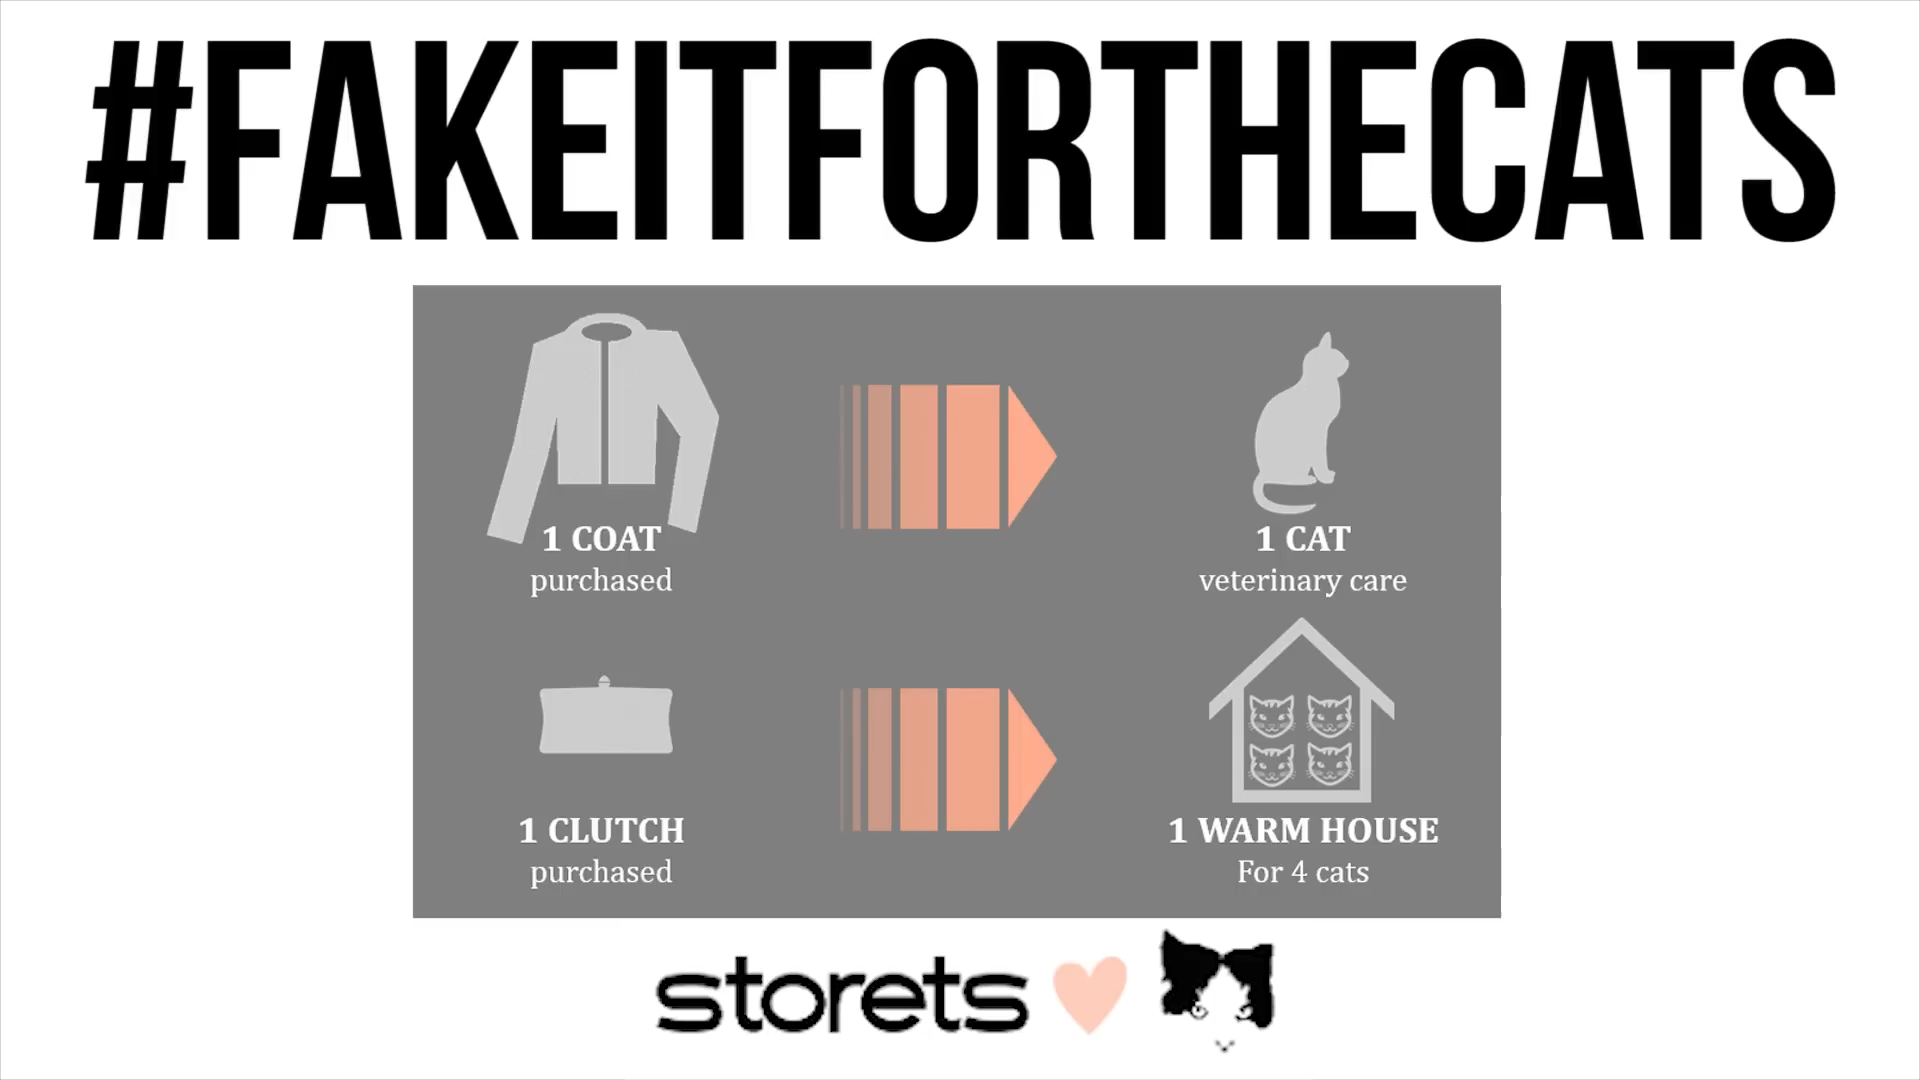 #FAKEITFORTHECATS
1 COAT
purchased
1 CAT
veterinary care
1 CLUTCH
purchased
1 WARM HOUSE
For 4 cats
storets